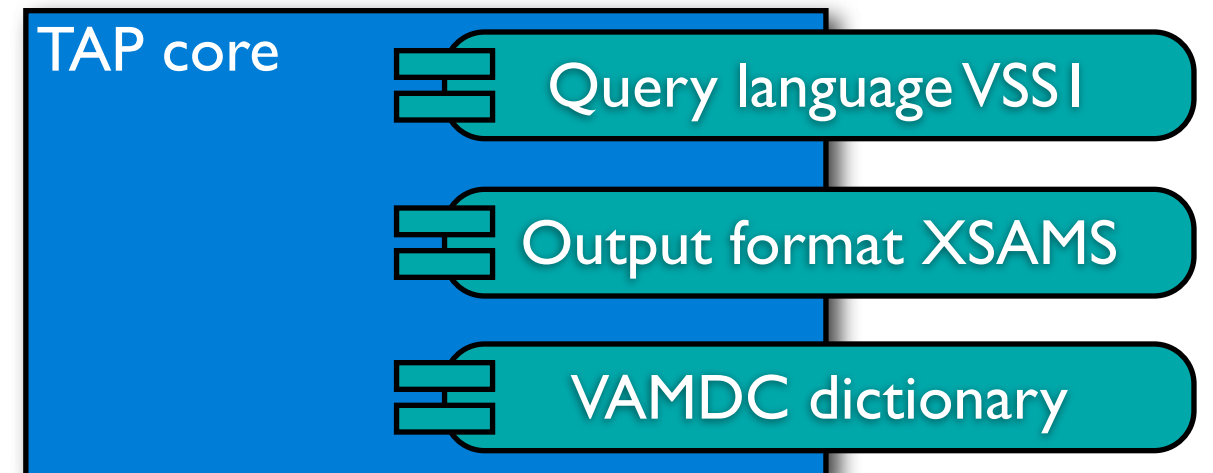 TAP core
Query language VSS1
Output format XSAMS
VAMDC dictionary